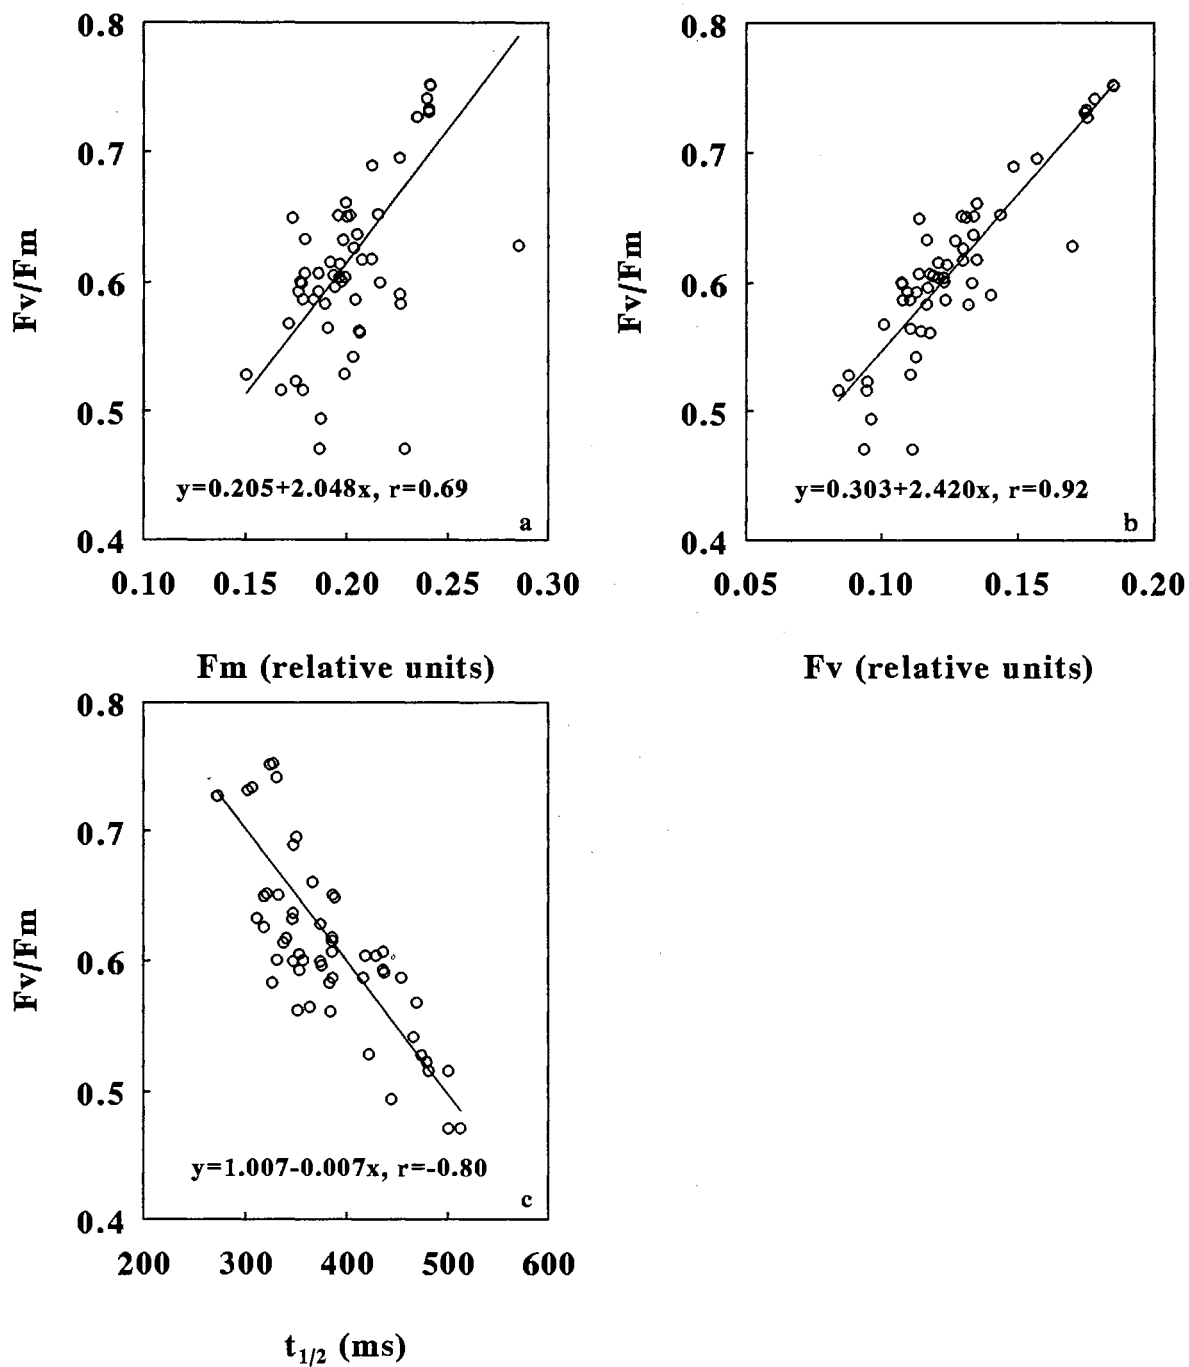 0.8
0.7
0.6
0.5
0.4
Fv/Fm
y=0.205+2.048x, r=0.69
a
0.10 0.15 0.20 0.25 0.30
Fm (relative units)
0.8
0.7
0.6
0.5
0.4
Fv/Fm
y=0.303+2.420x, r=0.92
b
0.05 0.10 0.15 0.20
Fv (relative units)
0.8
0.7
0.6
0.5
0.4
Fv/Fm
y=1.007-0.007x, r=-0.80
c
200 300 400 500 600
t1/2 (ms)